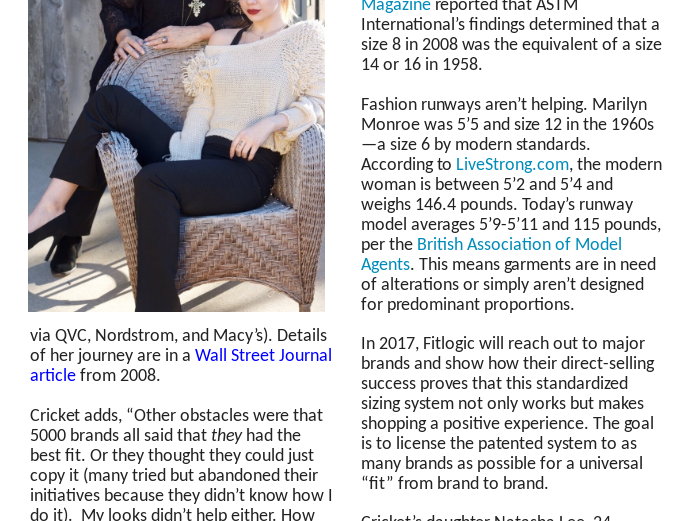 via QVC, Nordstrom, and Macy's). Details
of her journey are in a Wall Street Journal
article from 2008.
Cricket adds, “Other obstacles were that
5000 brands all said that they had the
best fit. Or they thought they could just
copy it (many tried but abandoned their
initiatives because they didn’t know how I
do it).  My looks didn’t help either. How
Magazine reported that ASTM
International’s findings determined that a
size 8 in 2008 was the equivalent of a size
14 or 16 in 1958.
Fashion runways aren’t helping. Marilyn
Monroe was 5’5 and size 12 in the 1960s
—a size 6 by modern standards.
According to LiveStrong.com, the modern
woman is between 5’2 and 5’4 and
weighs 146.4 pounds. Today’s runway
model averages 5’9-5’11 and 115 pounds,
per the British Association of Model
Agents. This means garments are in need
of alterations or simply aren’t designed
for predominant proportions.
In 2017, Fitlogic will reach out to major
brands and show how their direct-selling
success proves that this standardized
sizing system not only works but makes
shopping a positive experience. The goal
is to license the patented system to as
many brands as possible for a universal
“fit” from brand to brand.
Cricket’s daughter Natasha Lee, 24,